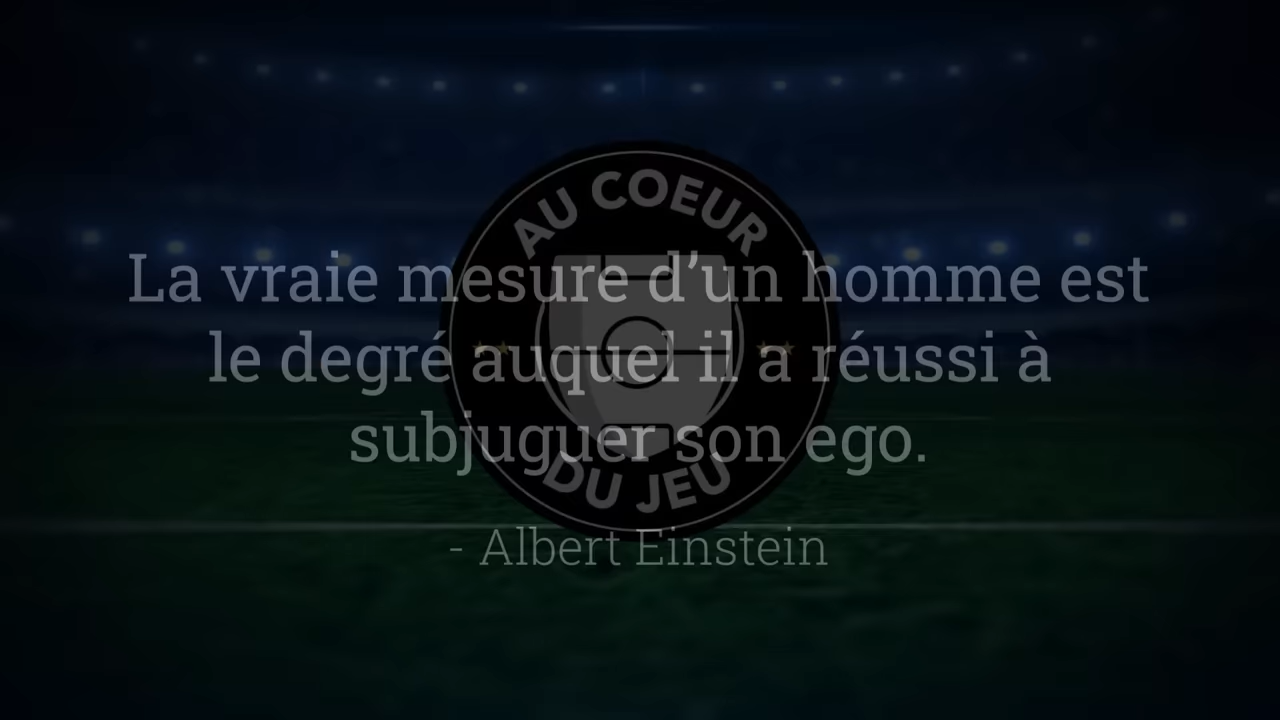 AU COEUR
La vraie mesure d’un homme est
le degré auquel il a réussi à
subjuguer son ego.
DU JEU
- Albert Einstein